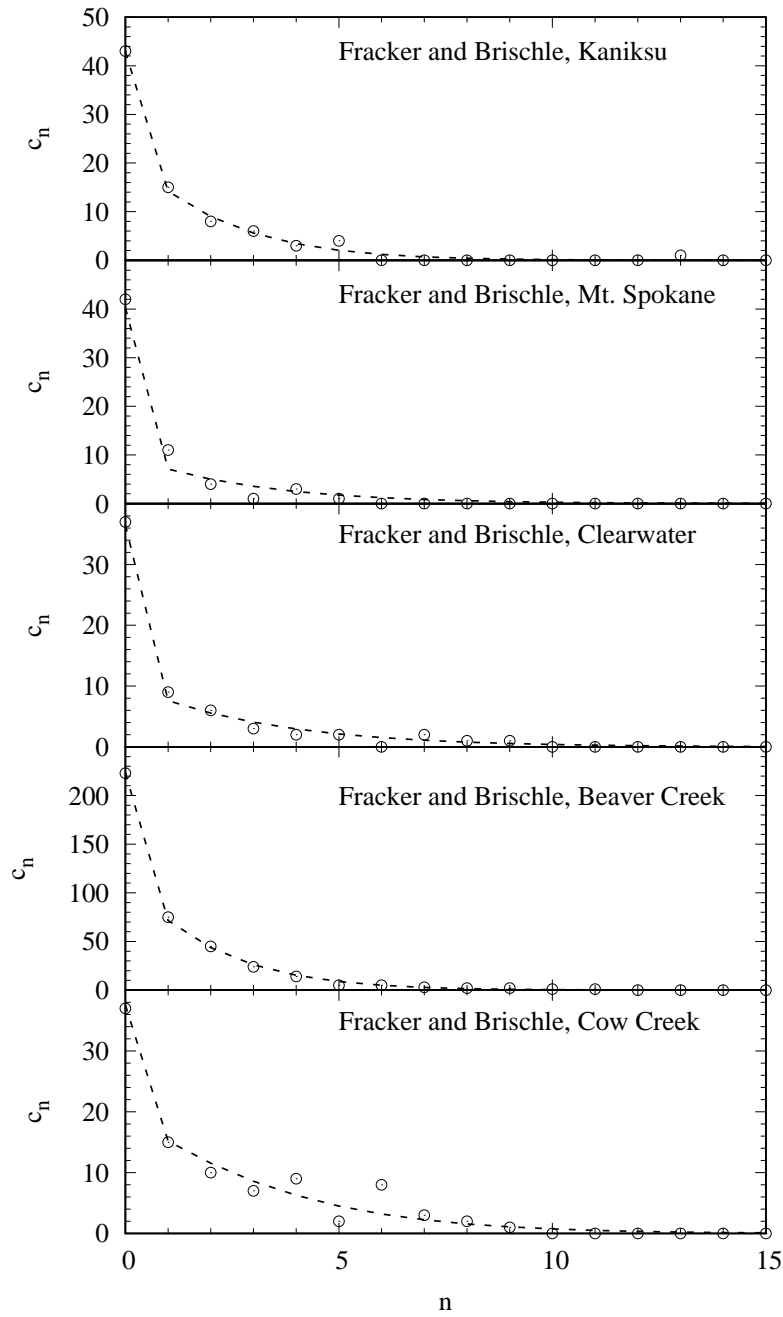 50
40
30
20
10
0
c_n
Fracker and Brischle, Kaniksu
40
30
20
10
0
c_n
Fracker and Brischle, Mt. Spokane
30
20
10
0
c_n
Fracker and Brischle, Clearwater
200
150
100
50
0
c_n
Fracker and Brischle, Beaver Creek
30
20
10
0
c_n
Fracker and Brischle, Cow Creek
0 5 10 15
n